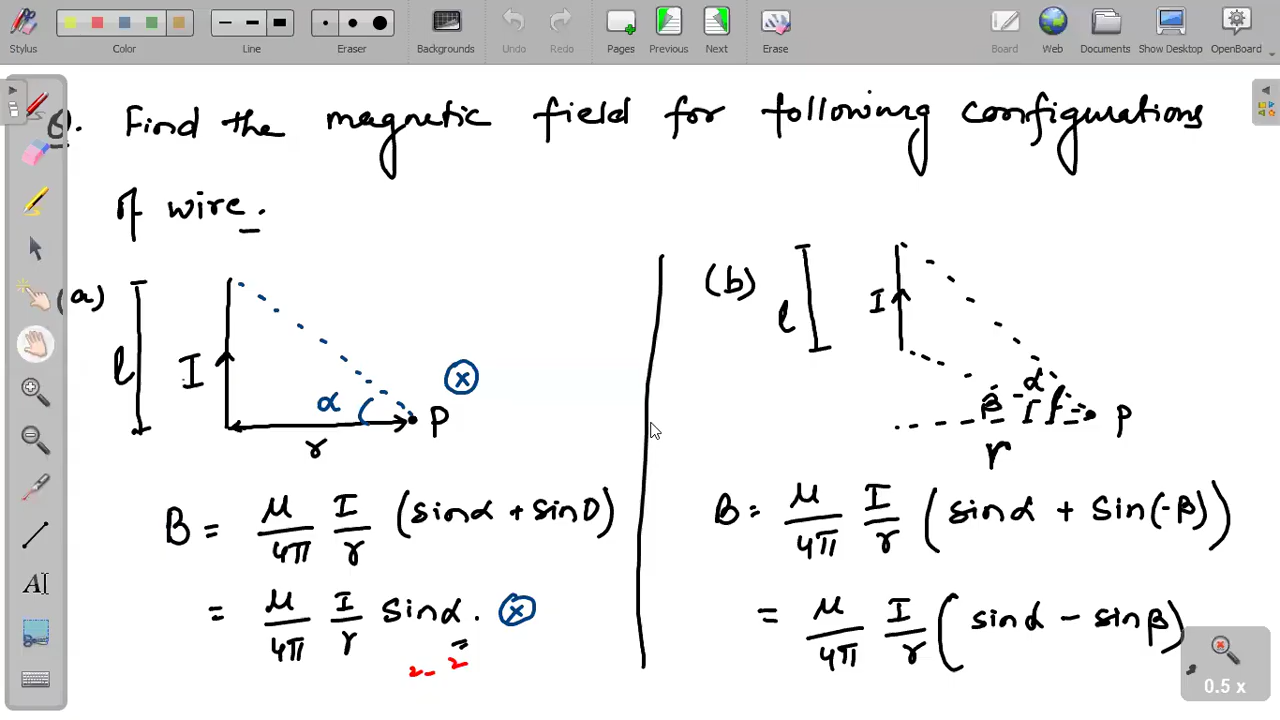 Stylus Color Line Eraser Backgrounds Undo Redo Pages Previous Next Erase Board Web Documents Show Desktop OpenBoard
Q. Find the magnetic field for following configurations
of wire.
(a) l I α r P ⊗
B = μ/4π I/r (sinα + sin0)
= μ/4π I/r Sinα. ⊗
(b) l I α β r P
B = μ/4π I/r (sinα + Sin(-β))
= μ/4π I/r (sinα - sinβ)
0.5 x